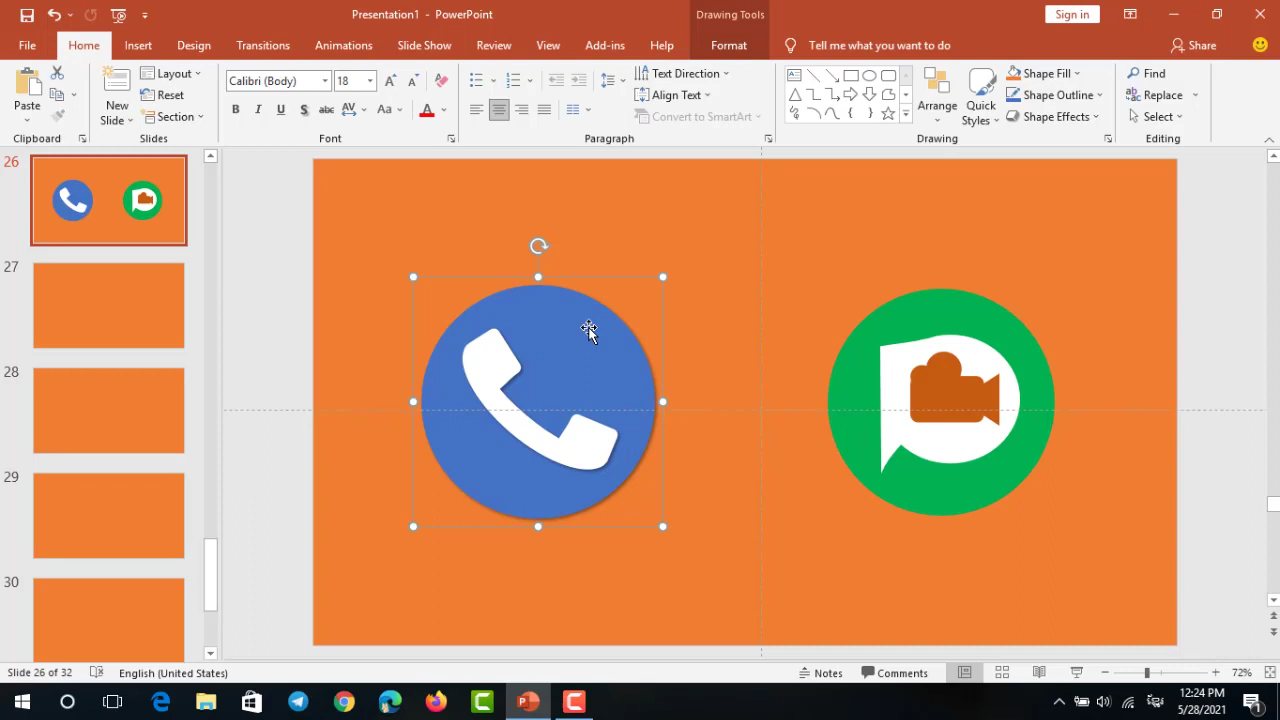 Presentation1 - PowerPoint
Drawing Tools
Sign in
File
Home
Insert
Design
Transitions
Animations
Slide Show
Review
View
Add-ins
Help
Format
Tell me what you want to do
Share
Paste
New
Slide
Layout
Reset
Section
Calibri (Body)
18
B I U S abc AV Aa A
Text Direction
Align Text
Convert to SmartArt
Arrange
Quick
Styles
Shape Fill
Shape Outline
Shape Effects
Find
Replace
Select
Clipboard
Slides
Font
Paragraph
Drawing
Editing
26
27
28
29
30
Slide 26 of 32
English (United States)
Notes
Comments
72%
12:24 PM
5/28/2021